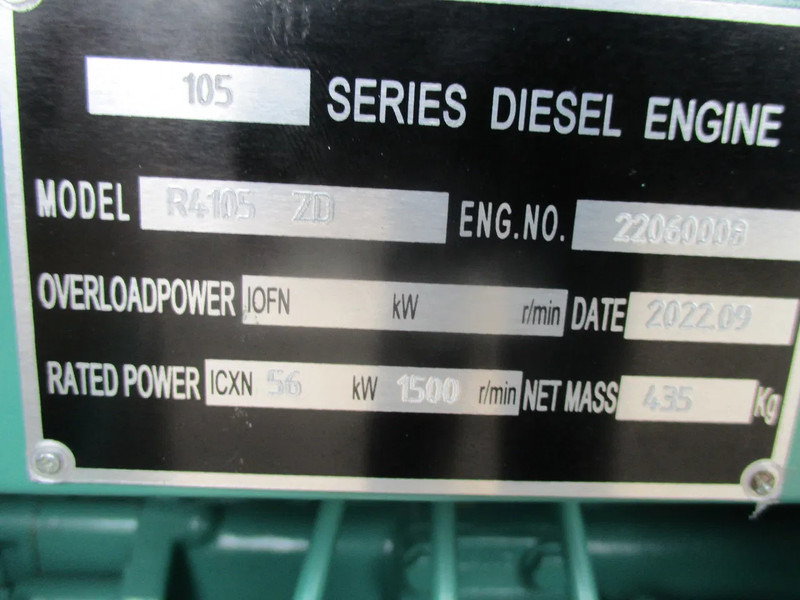 105 SERIES DIESEL ENGINE
MODEL R4105 ZD ENG.NO. 22060008
OVERLOADPOWER IOFN kW r/min DATE 2022.09
RATED POWER ICXN 56 kW 1500 r/min NET MASS 435 Kg